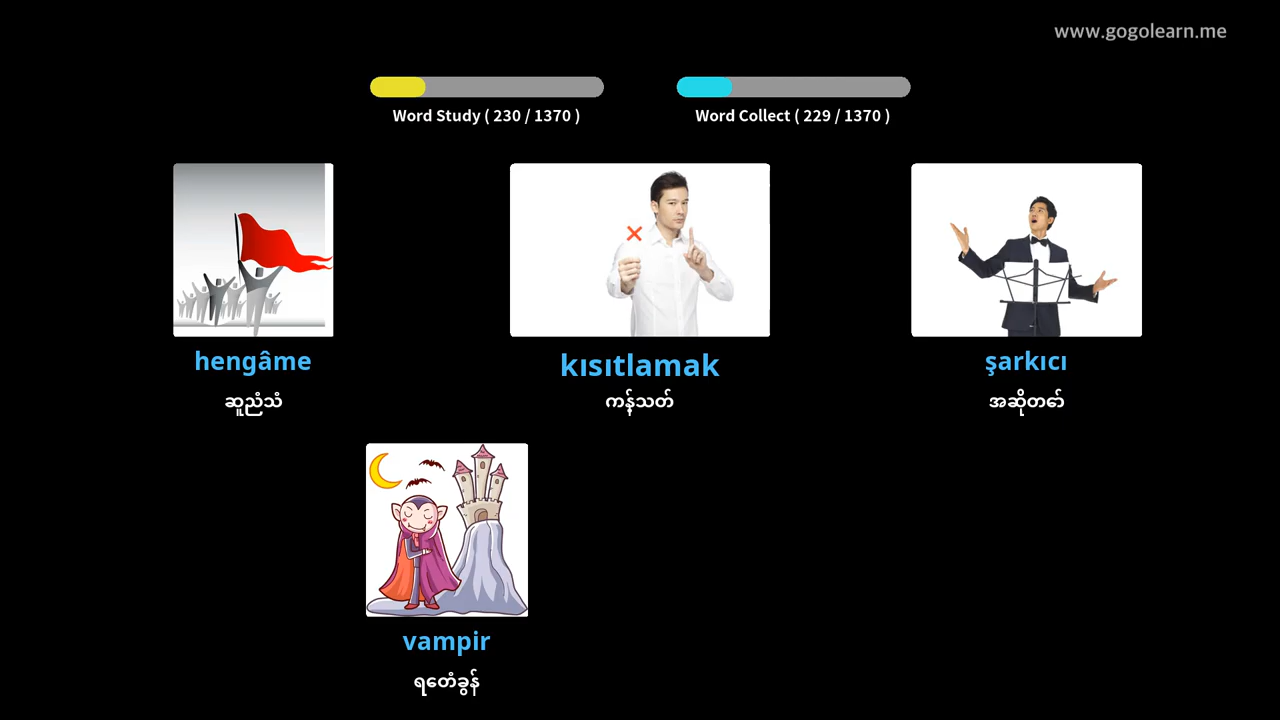 www.gogolearn.me
Word Study ( 230 / 1370 )
Word Collect ( 229 / 1370 )
hengâme
kısıtlamak
şarkıcı
ဆူညံသံ
ကန့်သတ်
အဆိုတော်
vampir
ရတေံခွန်